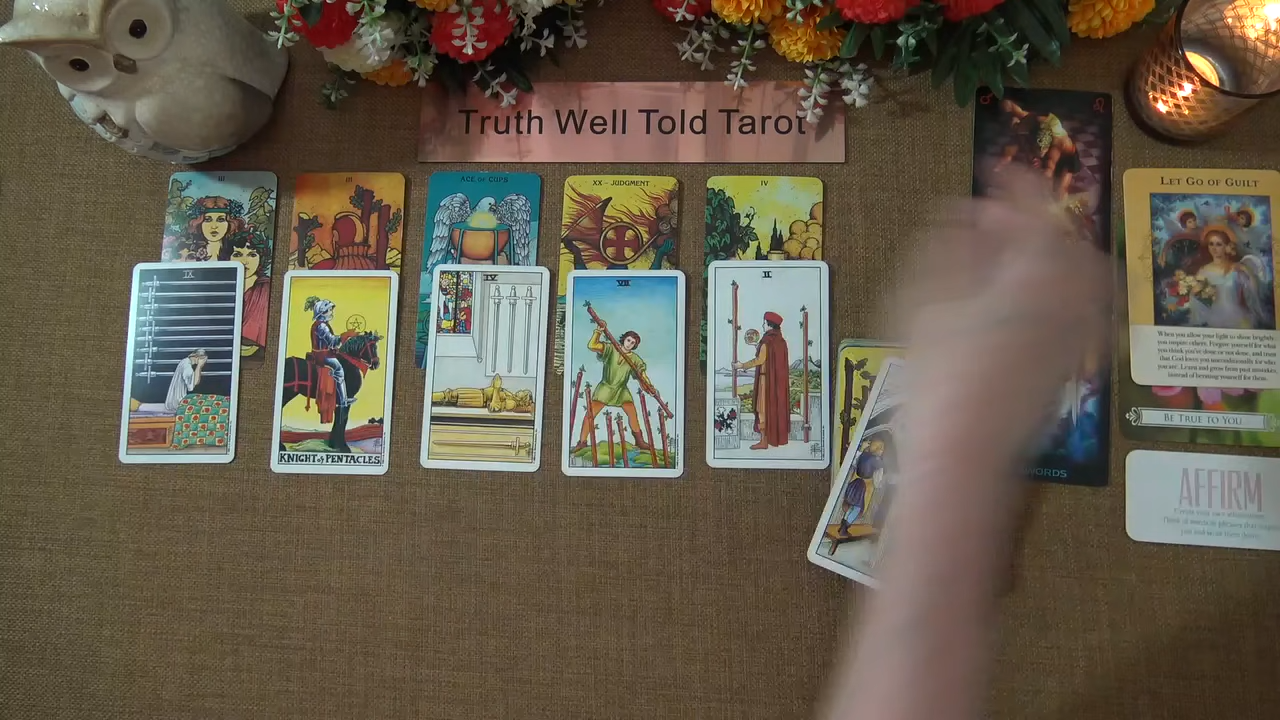 Truth Well Told Tarot
III
III
ACE OF CUPS
XX - JUDGMENT
IV
LET GO OF GUILT
When you allow your light to shine brightly,
you inspire others. Forgive yourself for what
you think you've done or not done, and trust
that God loves you unconditionally for who
you are. Learn and grow from past mistakes,
instead of berating yourself for them.
BE TRUE TO YOU
IX
KNIGHT of PENTACLES
IV
VII
II
WORDS
AFFIRM